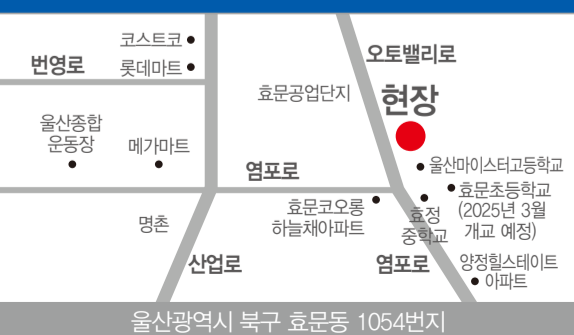 코스트코
롯데마트
번영로
오토밸리로
효문공업단지
현장
울산종합
운동장
메가마트
울산마이스터고등학교
염포로
효문초등학교
(2025년 3월
개교 예정)
효정
중학교
효문코오롱
하늘채아파트
명촌
산업로
염포로
양정힐스테이트
아파트
울산광역시 북구 효문동 1054번지